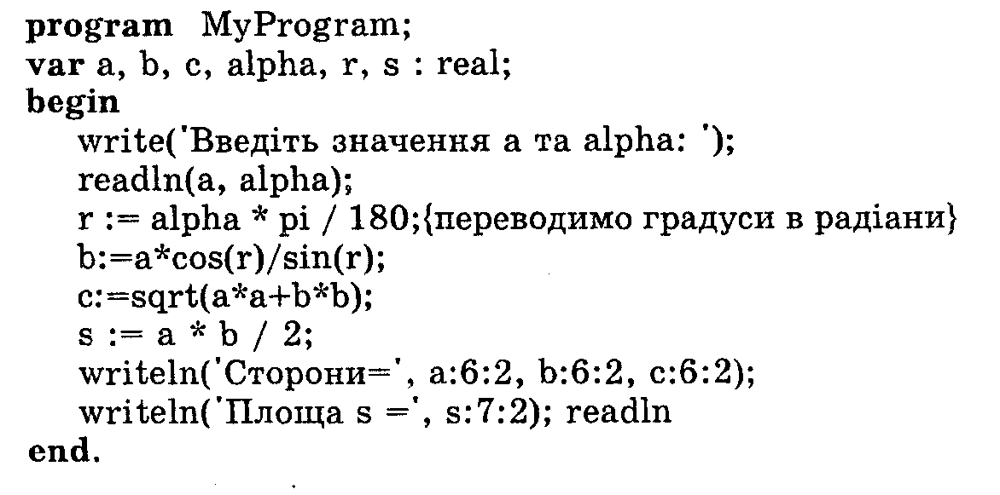 program MyProgram;
var a, b, c, alpha, r, s : real;
begin
write('Введіть значення a та alpha: ');
readln(a, alpha);
r := alpha * pi / 180;{переводимо градуси в радіани}
b:=a*cos(r)/sin(r);
c:=sqrt(a*a+b*b);
s := a * b / 2;
writeln('Сторони=', a:6:2, b:6:2, c:6:2);
writeln('Площа s =', s:7:2); readln
end.